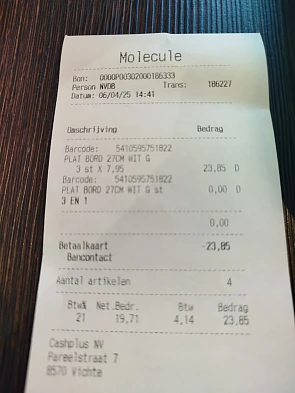 Molecule
Bon: 0000P00302000186333
Person NVDB Trans: 186227
Datum: 06/04/25 14:41
Omschrijving Bedrag
Barcode: 5410595751822
PLAT BORD 27CM WIT G
3 st X 7,95 23,85 D
Barcode: 5410595751822
PLAT BORD 27CM WIT G st 0,00 D
3 EN 1
0,00
Betaalkaart -23,85
Bancontact
Aantal artikelen 4
Btw% Net.Bedr. Btw Bedrag
21 19,71 4,14 23,85
Cashplus NV
Pareelstraat 7
8570 Vichte